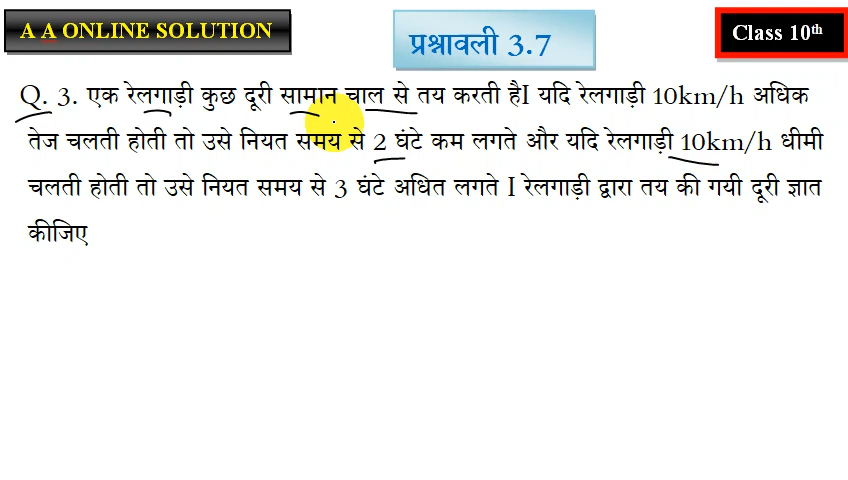 A A ONLINE SOLUTION
प्रश्नावली 3.7
Class 10th
Q. 3. एक रेलगाड़ी कुछ दूरी सामान चाल से तय करती है। यदि रेलगाड़ी 10km/h अधिक
तेज चलती होती तो उसे नियत समय से 2 घंटे कम लगते और यदि रेलगाड़ी 10km/h धीमी
चलती होती तो उसे नियत समय से 3 घंटे अधित लगते । रेलगाड़ी द्वारा तय की गयी दूरी ज्ञात
कीजिए